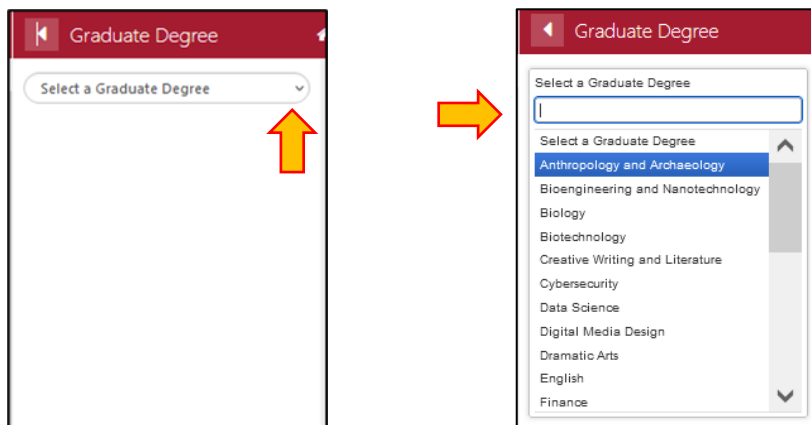 Graduate Degree
Select a Graduate Degree
Graduate Degree
Select a Graduate Degree
Select a Graduate Degree
Anthropology and Archaeology
Bioengineering and Nanotechnology
Biology
Biotechnology
Creative Writing and Literature
Cybersecurity
Data Science
Digital Media Design
Dramatic Arts
English
Finance